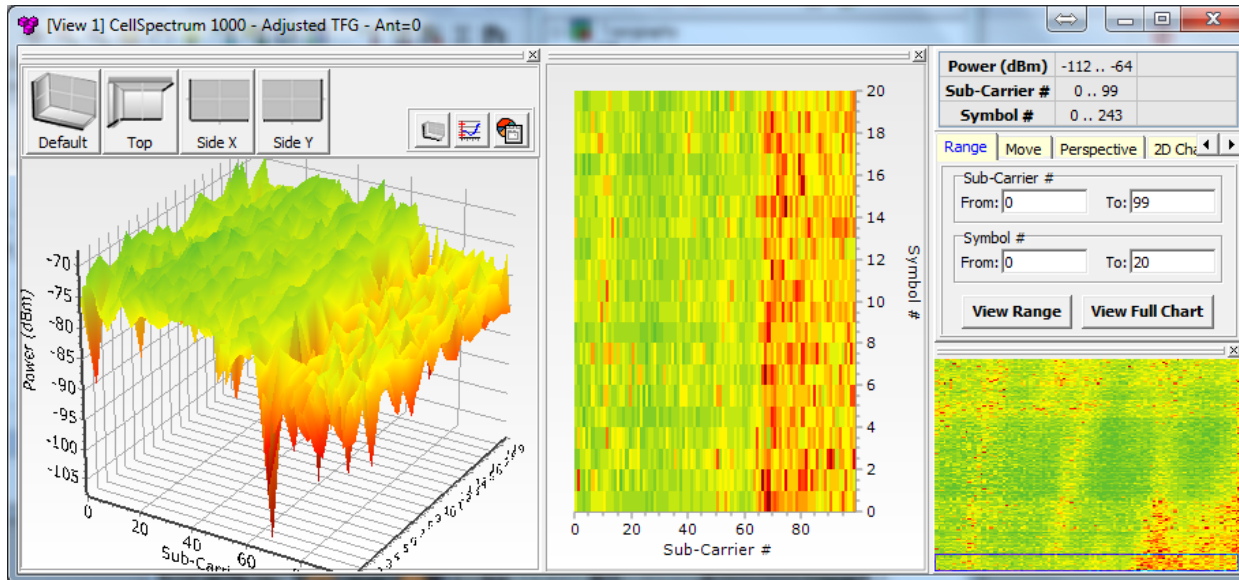 [View 1] CellSpectrum 1000 - Adjusted TFG - Ant=0
Default
Top
Side X
Side Y
-70
-75
-80
-85
-90
-95
-100
-105
Power (dBm)
0
20
40
60
20
18
16
14
12
10
8
6
4
2
0
Symbol #
0
20
40
60
80
Sub-Carrier #
Power (dBm) -112 .. -64
Sub-Carrier # 0 .. 99
Symbol # 0 .. 243
Range Move Perspective 2D Cha
Sub-Carrier #
From: 0 To: 99
Symbol #
From: 0 To: 20
View Range View Full Chart